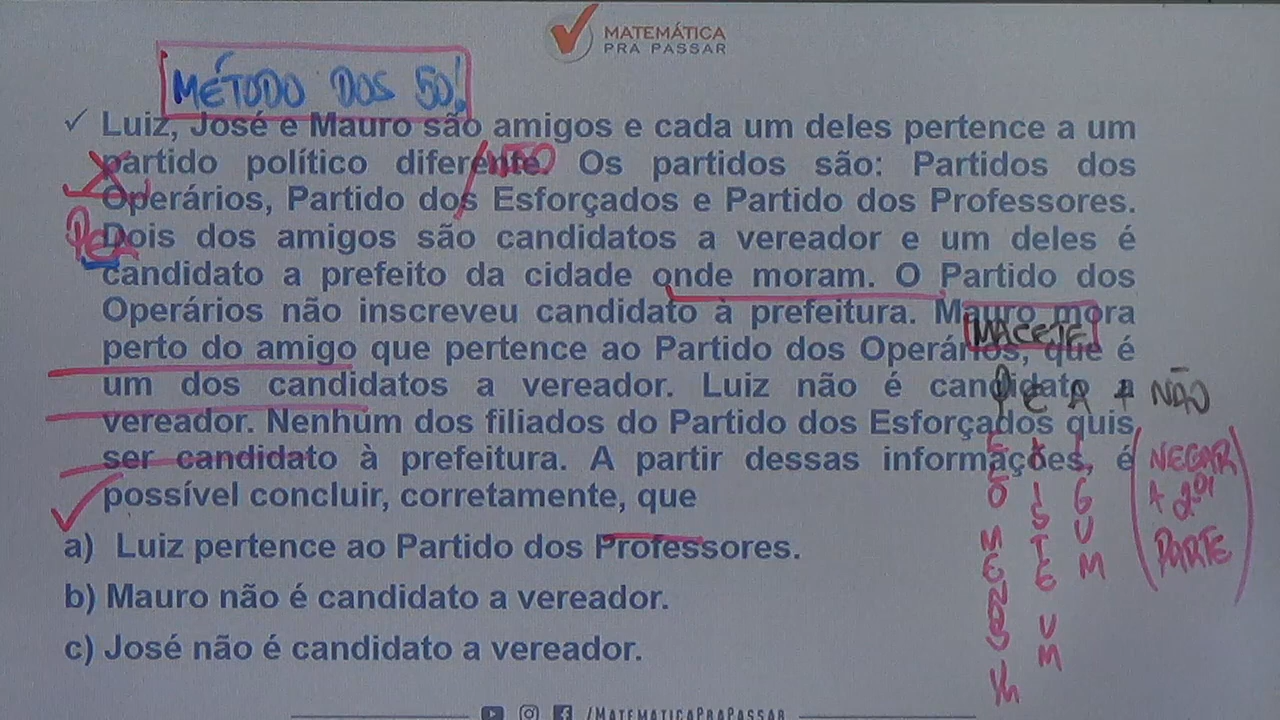 MATEMÁTICA
PRA PASSAR
MÉTODO DOS 50!
✓ Luiz, José e Mauro são amigos e cada um deles pertence a um
partido político diferente. Os partidos são: Partidos dos
Operários, Partido dos Esforçados e Partido dos Professores.
Dois dos amigos são candidatos a vereador e um deles é
candidato a prefeito da cidade onde moram. O Partido dos
Operários não inscreveu candidato à prefeitura. Mauro mora
perto do amigo que pertence ao Partido dos Operários, que é
um dos candidatos a vereador. Luiz não é candidato a
vereador. Nenhum dos filiados do Partido dos Esforçados quis
ser candidato à prefeitura. A partir dessas informações, é
possível concluir, corretamente, que
a) Luiz pertence ao Partido dos Professores.
b) Mauro não é candidato a vereador.
c) José não é candidato a vereador.
NÃO
PEA
MACETE
P E A + NÃO
EXISTE
UM
ALGUM
(NEGAR
A 2ª
PARTE)
/MATEMATICAPRAPASSAR